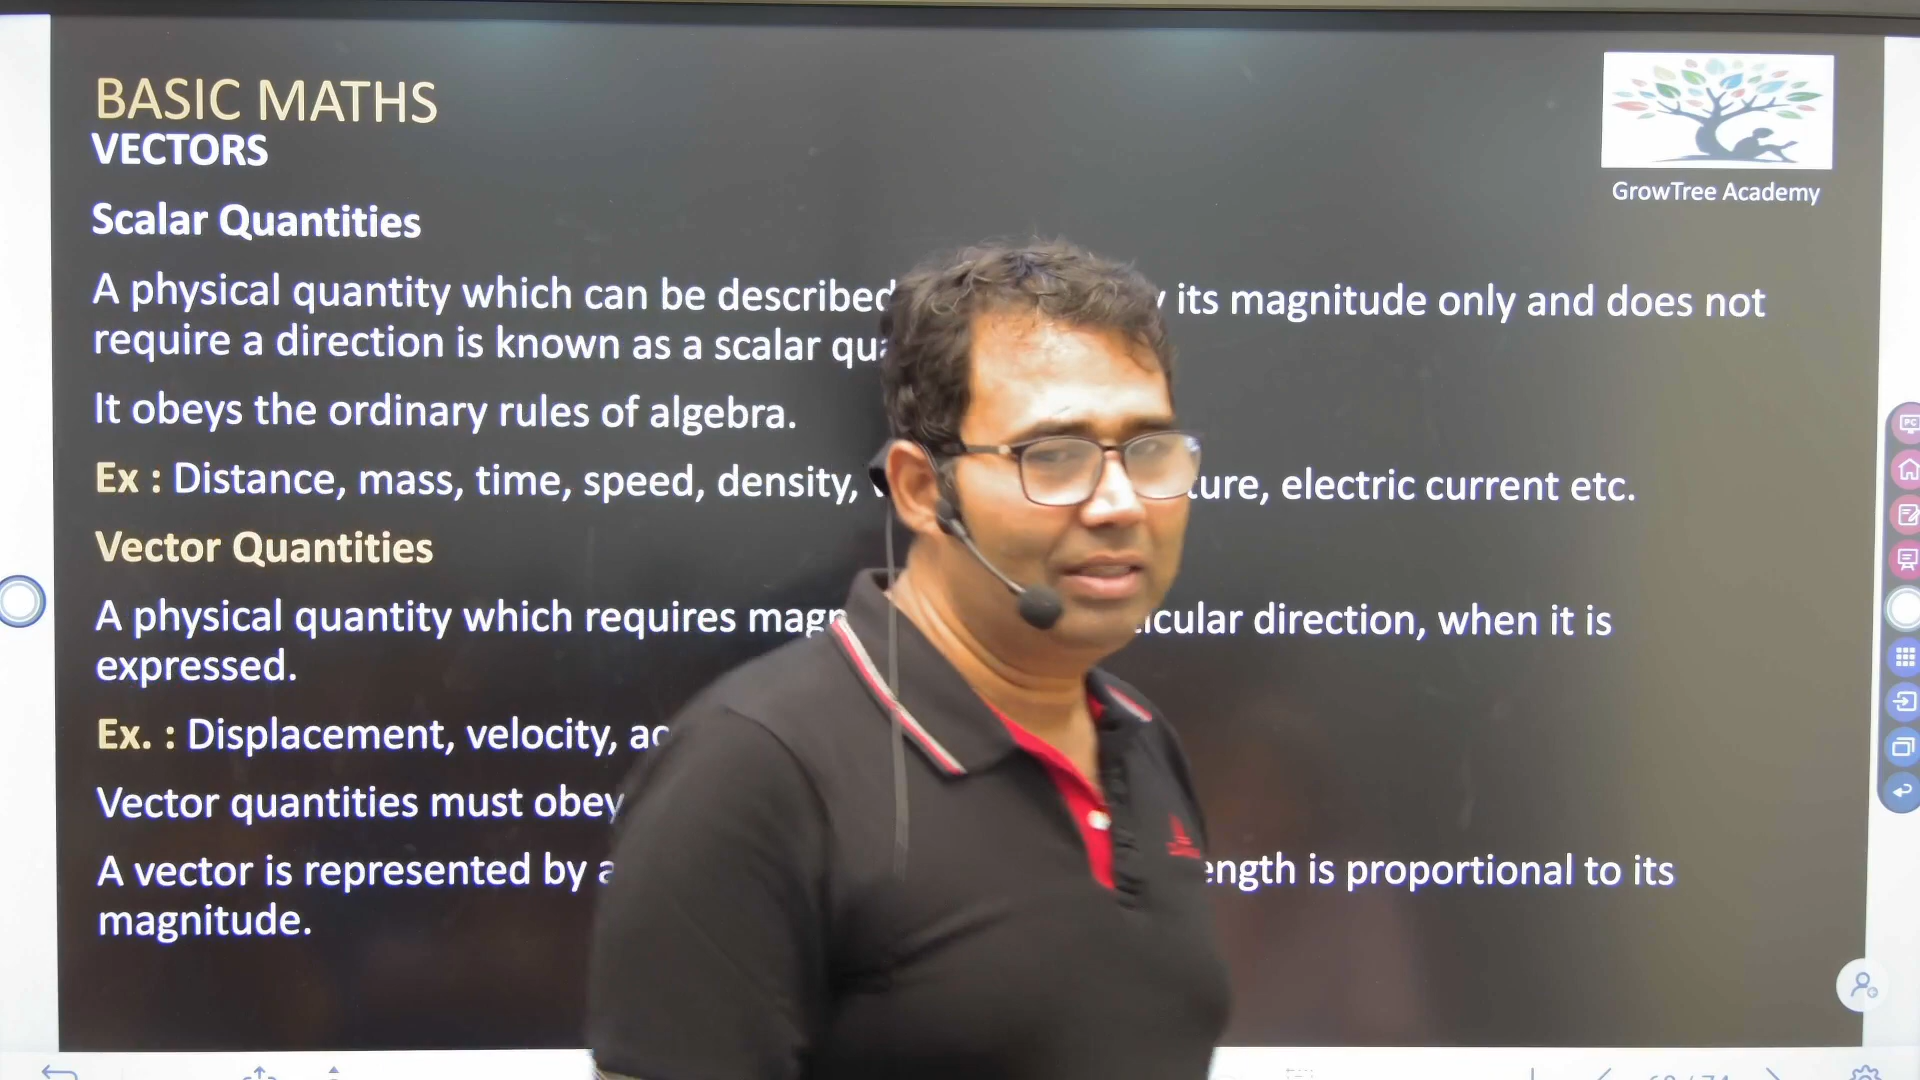 BASIC MATHS
VECTORS
GrowTree Academy
Scalar Quantities
A physical quantity which can be described its magnitude only and does not
require a direction is known as a scalar
It obeys the ordinary rules of algebra.
Ex : Distance, mass, time, speed, density, electric current etc.
Vector Quantities
A physical quantity which requires direction, when it is
expressed.
Ex. : Displacement, velocity,
Vector quantities must obey
A vector is represented by is proportional to its
magnitude.
PC